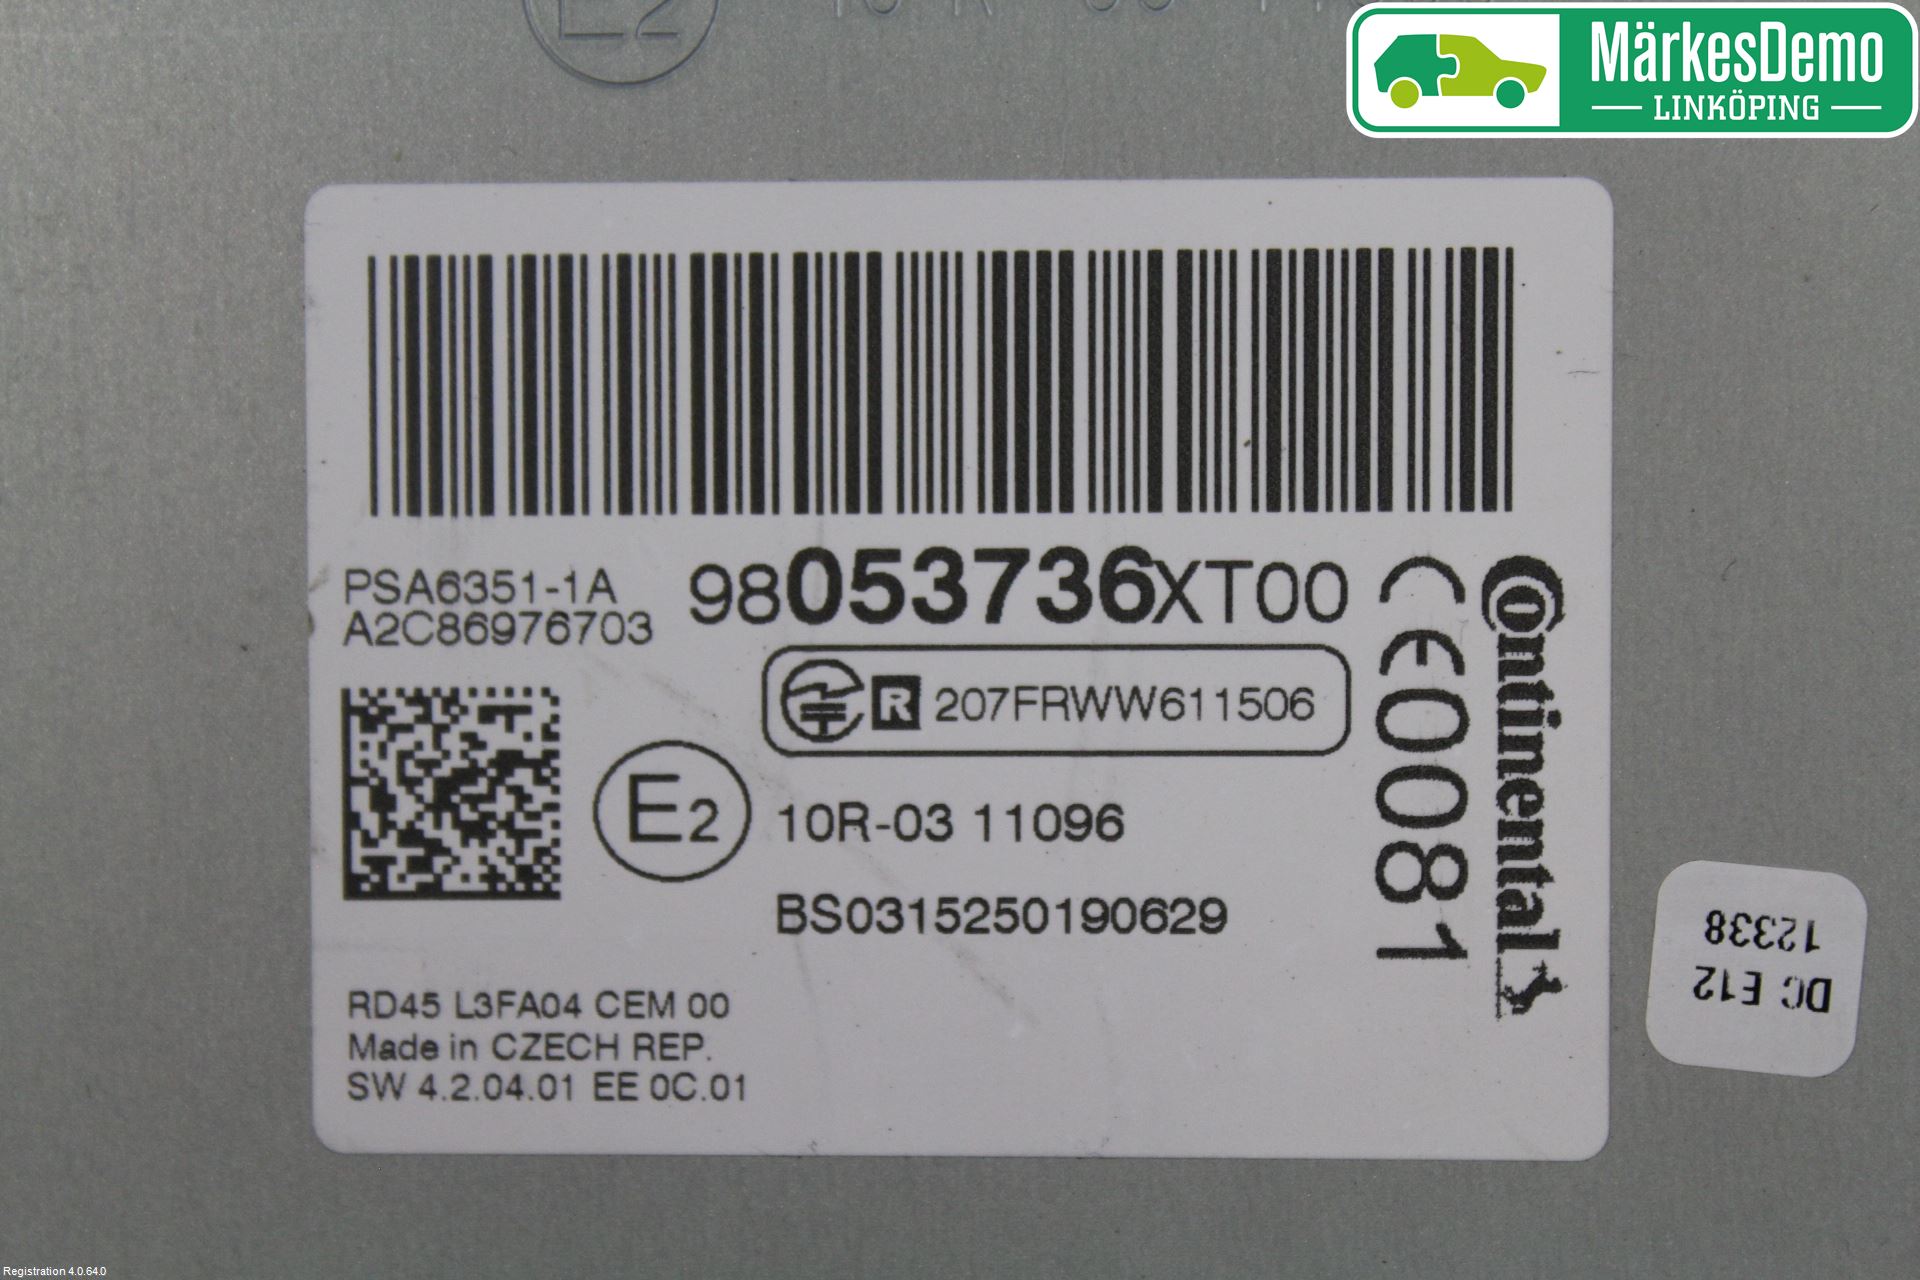 MärkesDemo
LINKÖPING
PSA6351-1A
A2C86976703
98053736XT00
R 207FRWW611506
E2
10R-03 11096
BS0315250190629
RD45 L3FA04 CEM 00
Made in CZECH REP.
SW 4.2.04.01 EE 0C.01
CE0081
Continental
DC E12
12338
E2
Registration 4.0.64.0